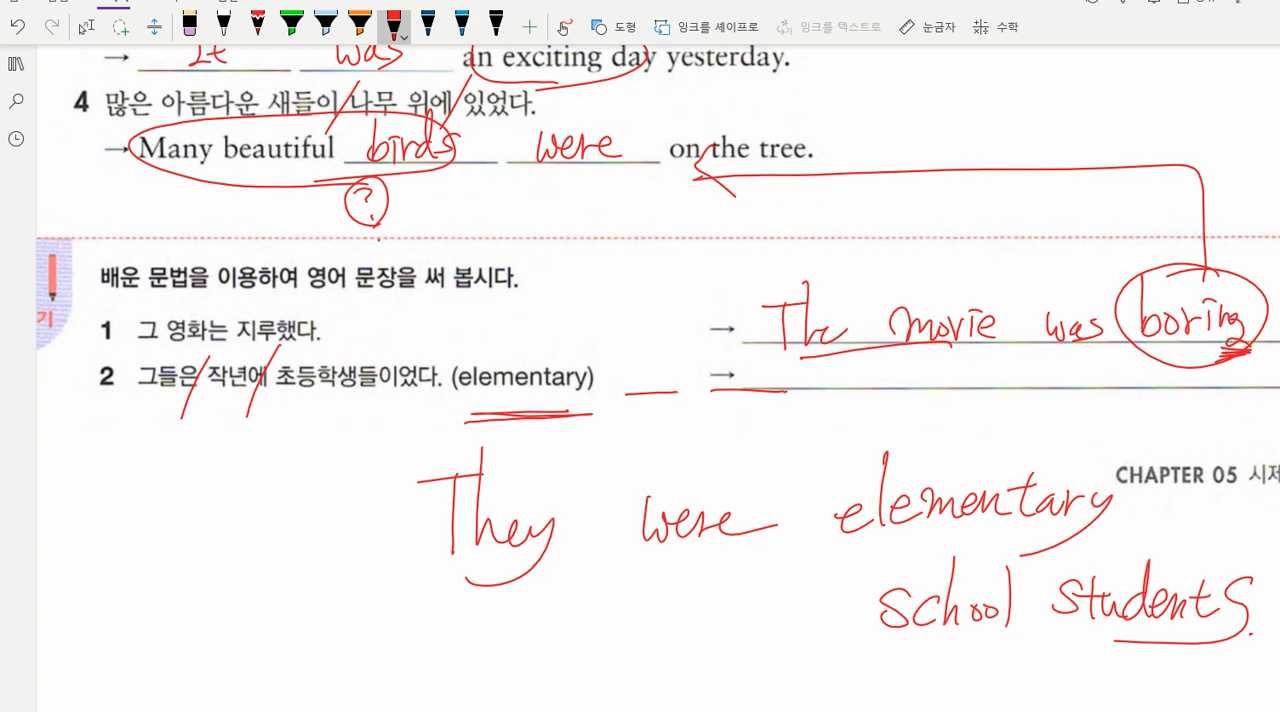 도형 잉크를 셰이프로 잉크를 텍스트로 눈금자 수학
→ It was an exciting day yesterday.
4 많은 아름다운 새들이 나무 위에 있었다.
→ Many beautiful birds were on the tree.
?
배운 문법을 이용하여 영어 문장을 써 봅시다.
기
1 그 영화는 지루했다. → The movie was boring
2 그들은 작년에 초등학생들이었다. (elementary) →
CHAPTER 05 시제
They were elementary
school students.